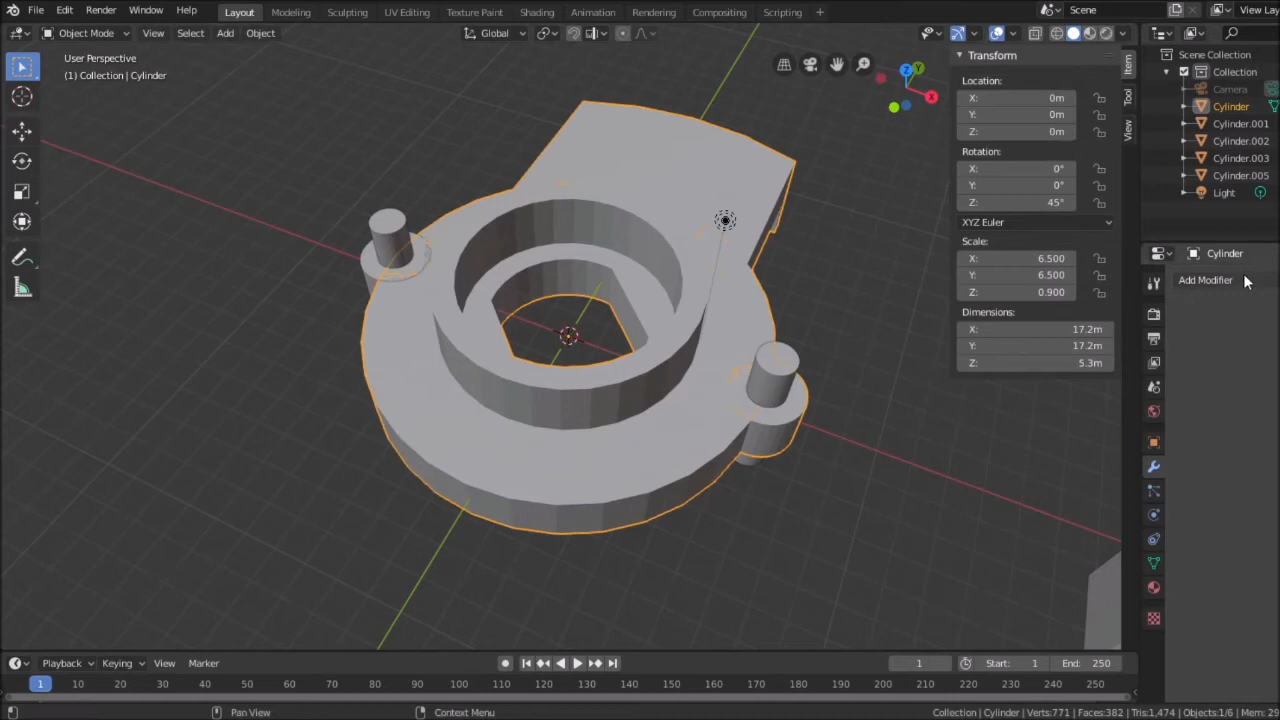 File Edit Render Window Help Layout Modeling Sculpting UV Editing Texture Paint Shading Animation Rendering Compositing Scripting + Scene View Lay
Object Mode View Select Add Object Global
User Perspective
(1) Collection | Cylinder
Z
Y
X
Transform
Location:
X: 0m
Y: 0m
Z: 0m
Rotation:
X: 0°
Y: 0°
Z: 45°
XYZ Euler
Scale:
X: 6.500
Y: 6.500
Z: 0.900
Dimensions:
X: 17.2m
Y: 17.2m
Z: 5.3m
Item
Tool
View
Scene Collection
Collection
Camera
Cylinder
Cylinder.001
Cylinder.002
Cylinder.003
Cylinder.005
Light
Cylinder
Add Modifier
Playback Keying View Marker 1 Start: 1 End: 250
1 10 20 30 40 50 60 70 80 90 100 110 120 130 140 150 160 170 180 190 200 210 220 230 240 250
Pan View Context Menu Collection | Cylinder | Verts:771 | Faces:382 | Tris:1,474 | Objects:1/6 | Mem: 29